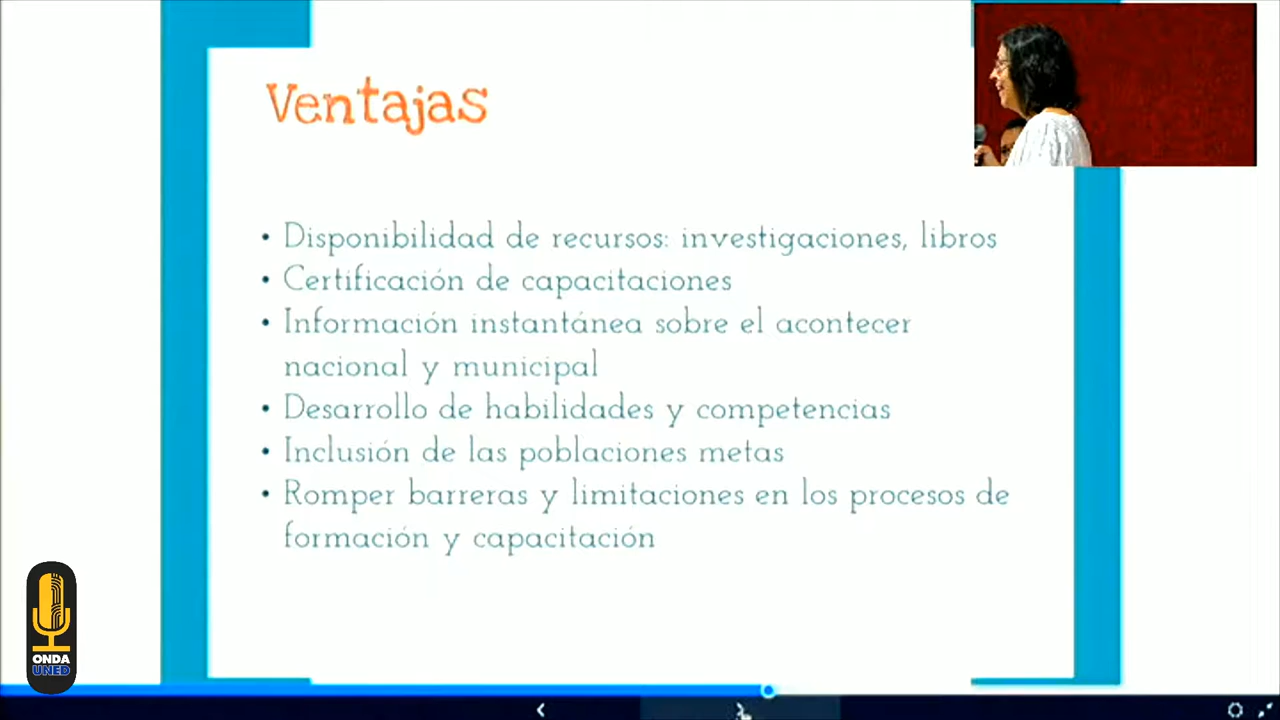 Ventajas
• Disponibilidad de recursos: investigaciones, libros
• Certificación de capacitaciones
• Información instantánea sobre el acontecer
nacional y municipal
• Desarrollo de habilidades y competencias
• Inclusión de las poblaciones metas
• Romper barreras y limitaciones en los procesos de
formación y capacitación
ONDA
UNED